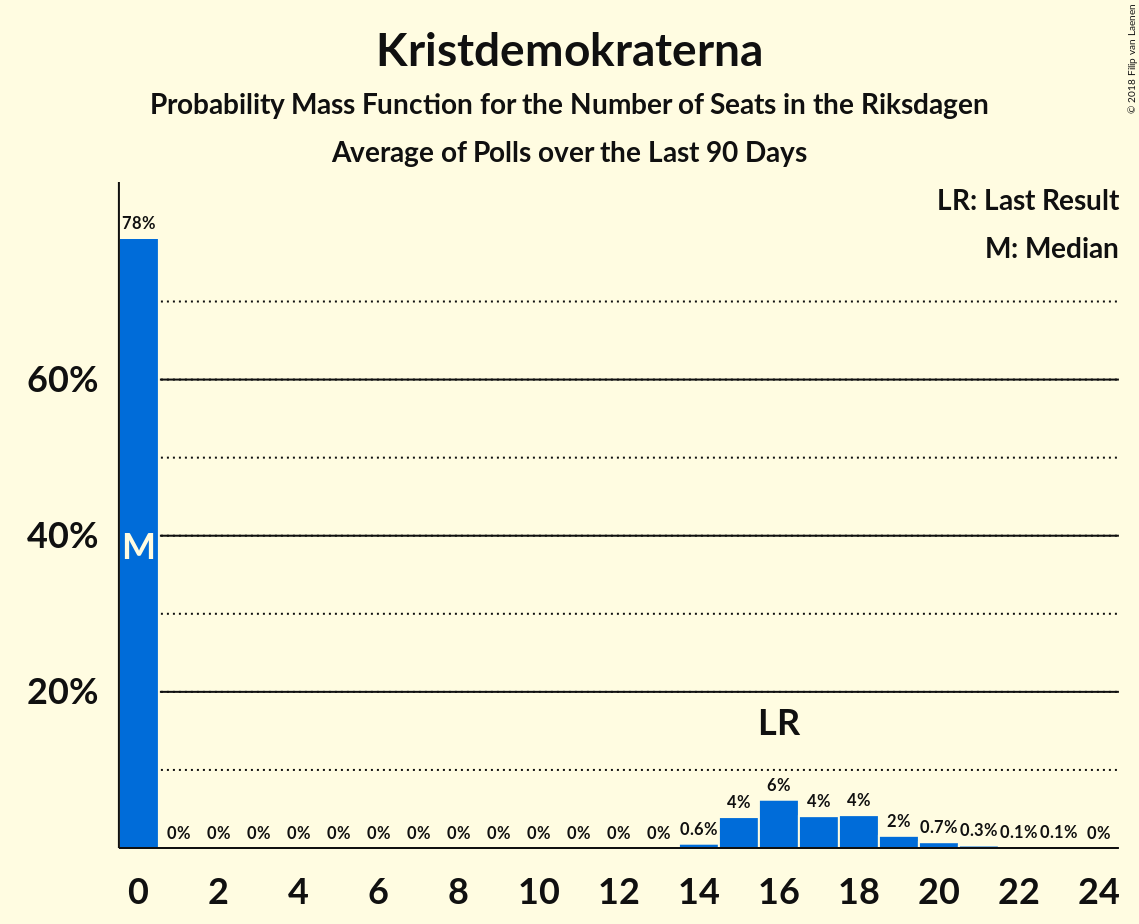 Kristdemokraterna
Probability Mass Function for the Number of Seats in the Riksdagen
Average of Polls over the Last 90 Days
© 2018 Filip van Laenen
LR: Last Result
M: Median
78%
60%
40%
M
20%
LR
0% 0% 0% 0% 0% 0% 0% 0% 0% 0% 0% 0% 0% 0.6% 4% 6% 4% 4% 2% 0.7% 0.3% 0.1% 0.1% 0%
0 2 4 6 8 10 12 14 16 18 20 22 24